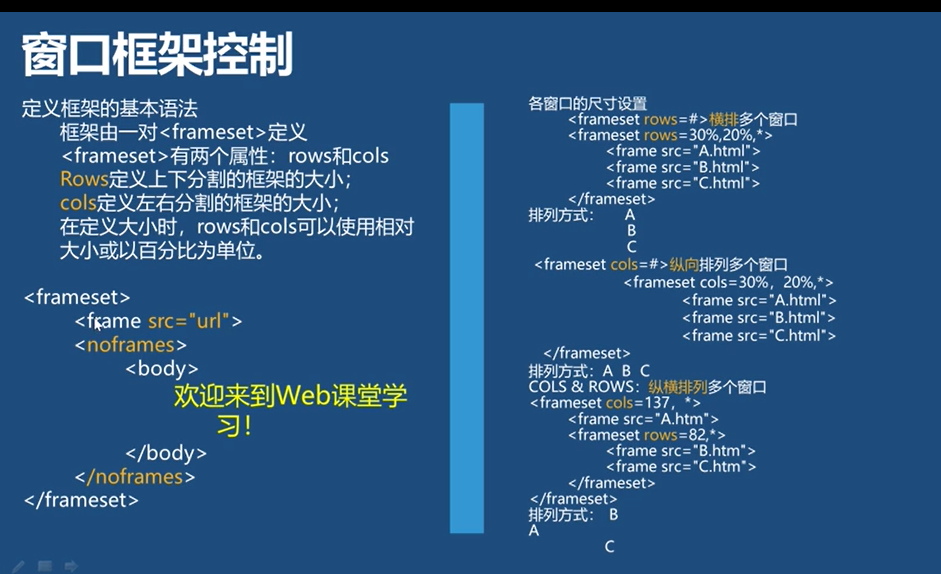 窗口框架控制
定义框架的基本语法
框架由一对<frameset>定义
<frameset>有两个属性：rows和cols
Rows定义上下分割的框架的大小；
cols定义左右分割的框架的大小；
在定义大小时，rows和cols可以使用相对
大小或以百分比为单位。
<frameset>
<frame src="url">
<noframes>
<body>
欢迎来到Web课堂学
习！
</body>
</noframes>
</frameset>
各窗口的尺寸设置
<frameset rows=#>横排多个窗口
<frameset rows=30%,20%,*>
<frame src="A.html">
<frame src="B.html">
<frame src="C.html">
</frameset>
排列方式： A
B
C
<frameset cols=#>纵向排列多个窗口
<frameset cols=30%，20%,*>
<frame src="A.html">
<frame src="B.html">
<frame src="C.html">
</frameset>
排列方式：A B C
COLS & ROWS：纵横排列多个窗口
<frameset cols=137，*>
<frame src="A.htm">
<frameset rows=82,*>
<frame src="B.htm">
<frame src="C.htm">
</frameset>
</frameset>
排列方式： B
A
C